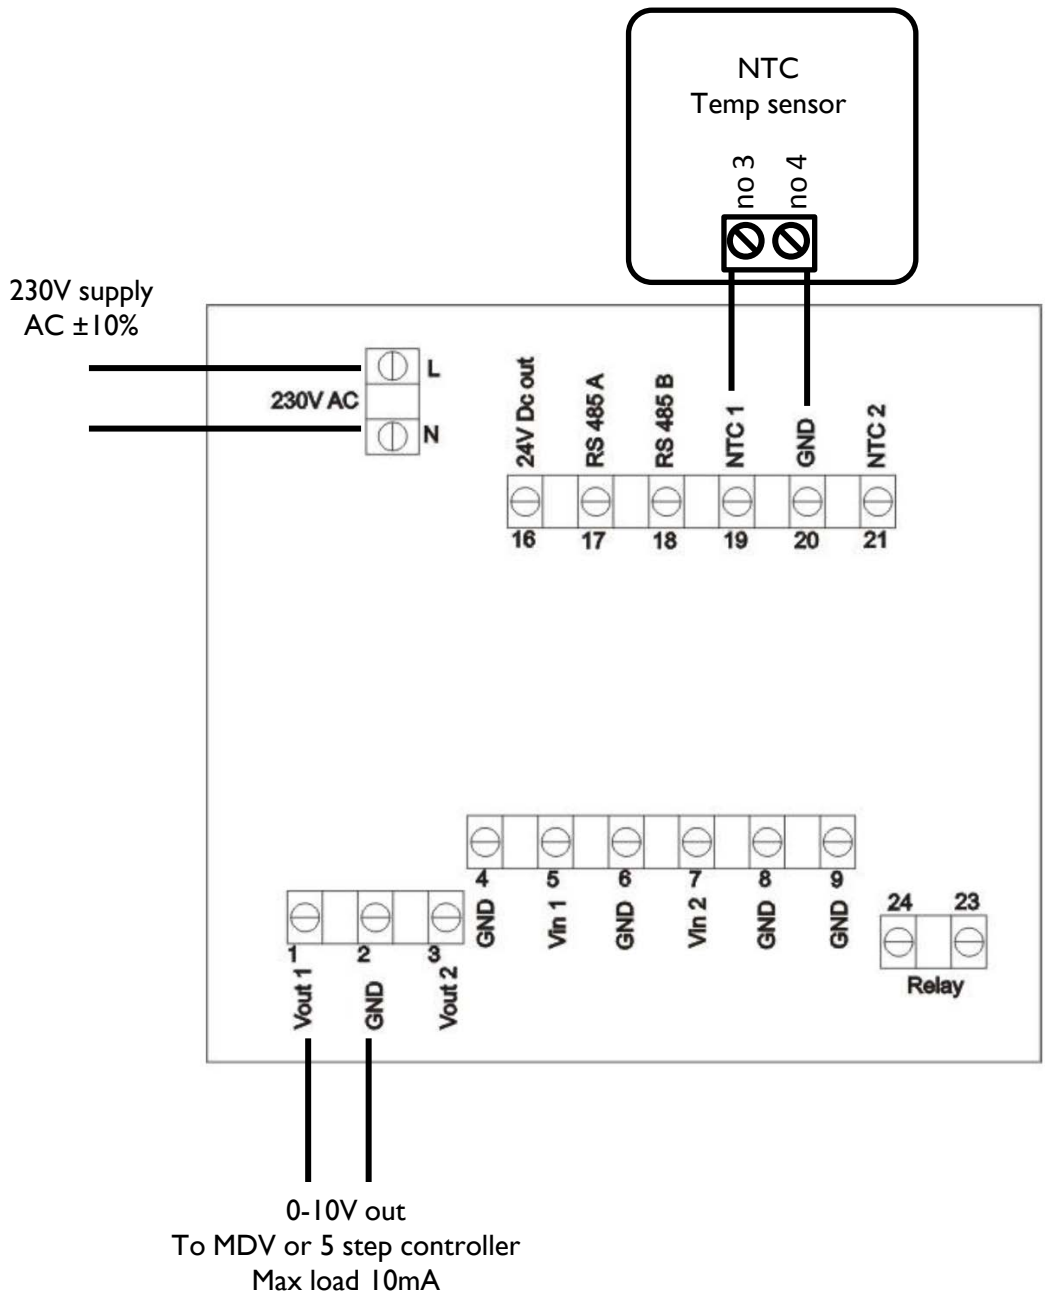 NTC
Temp sensor
no 3
no 4
230V supply
AC ±10%
L
230V AC
N
24V Dc out
RS 485 A
RS 485 B
NTC 1
GND
NTC 2
16
17
18
19
20
21
4
5
6
7
8
9
GND
Vin 1
GND
VIn 2
GND
GND
24
23
Relay
1
2
3
Vout 1
GND
Vout 2
0-10V out
To MDV or 5 step controller
Max load 10mA